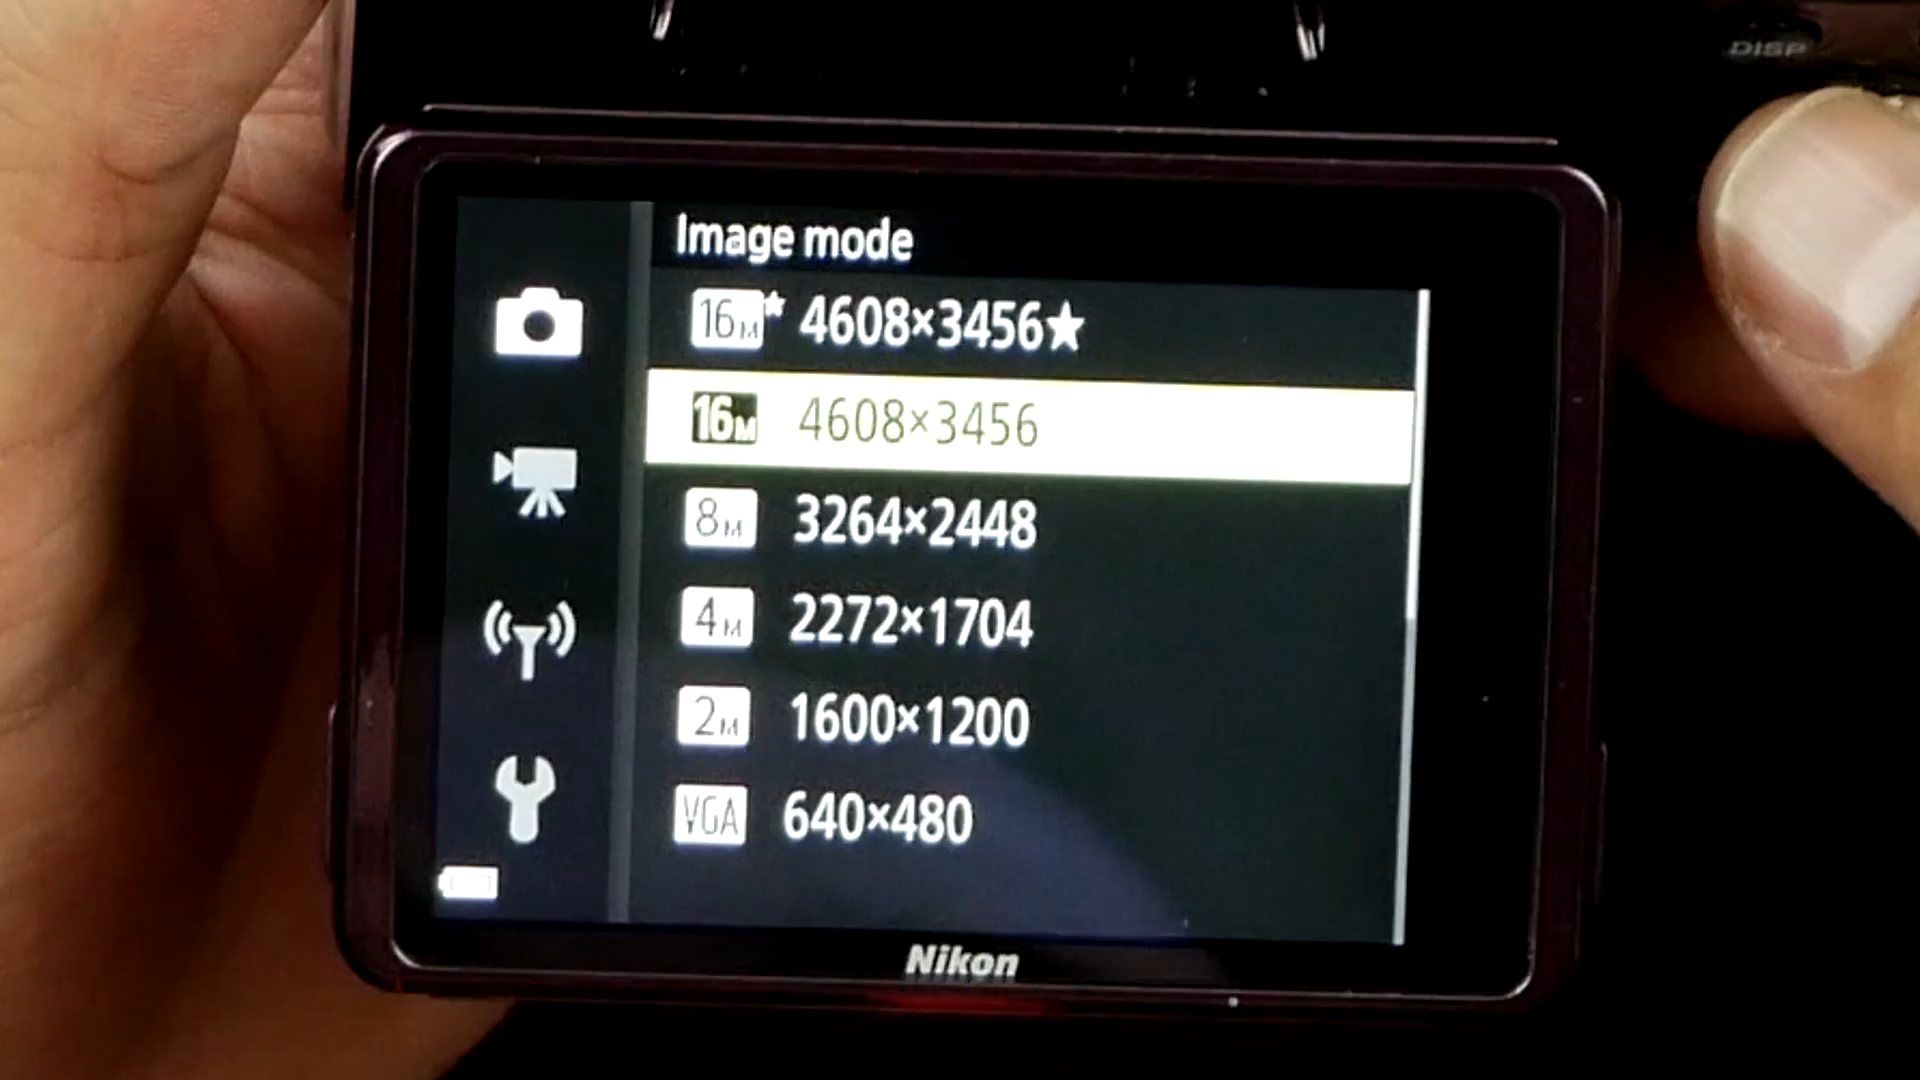 DISP
Image mode
16M★ 4608×3456★
16M 4608×3456
8M 3264×2448
4M 2272×1704
2M 1600×1200
VGA 640×480
Nikon